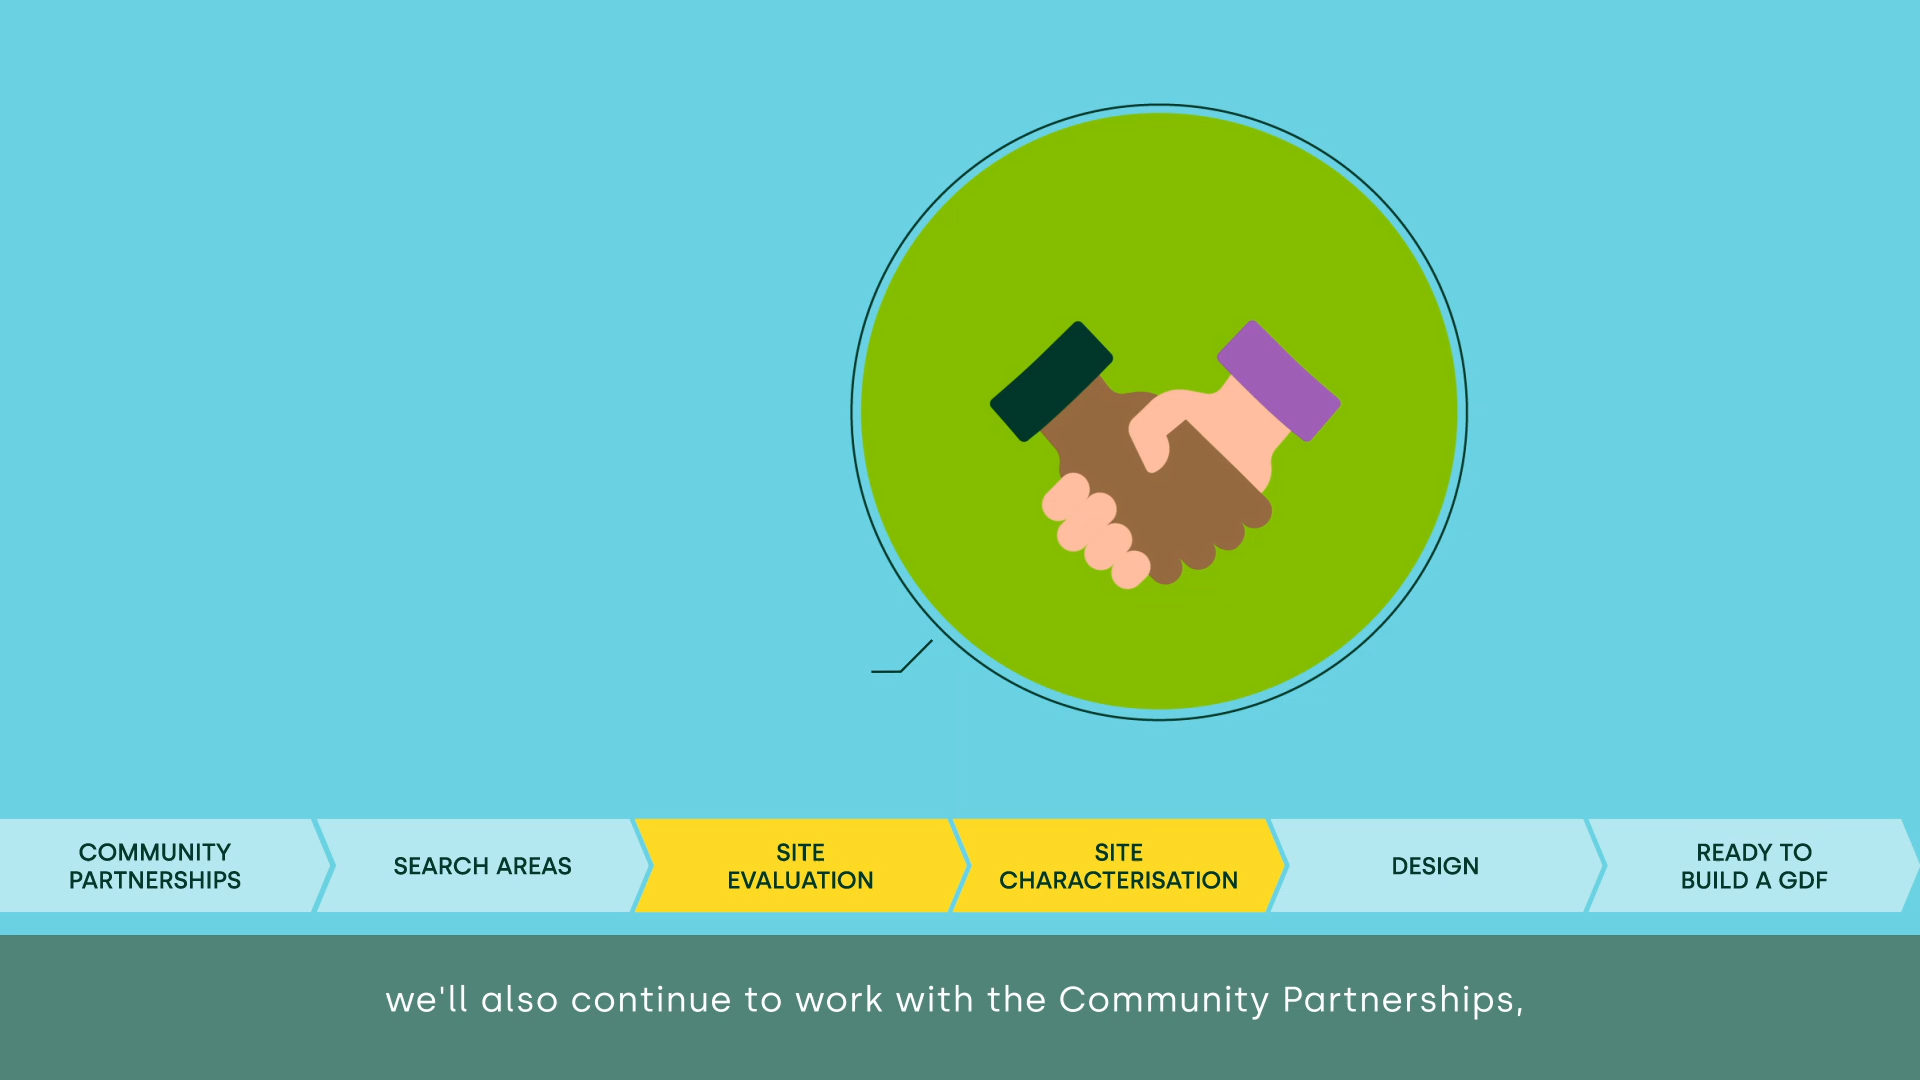 COMMUNITY
PARTNERSHIPS
SEARCH AREAS
SITE
EVALUATION
SITE
CHARACTERISATION
DESIGN
READY TO
BUILD A GDF
we'll also continue to work with the Community Partnerships,